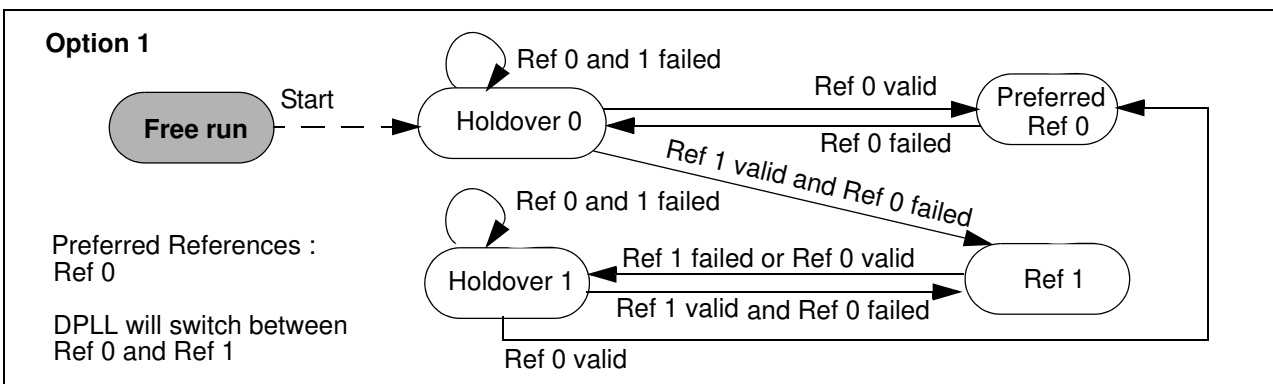 Option 1
Ref 0 and 1 failed
Start
Free run
Holdover 0
Ref 0 valid
Ref 0 failed
Preferred
Ref 0
Ref 1 valid and Ref 0 failed
Ref 0 and 1 failed
Preferred References :
Ref 0
Holdover 1
Ref 1 failed or Ref 0 valid
Ref 1 valid and Ref 0 failed
Ref 1
DPLL will switch between
Ref 0 and Ref 1
Ref 0 valid